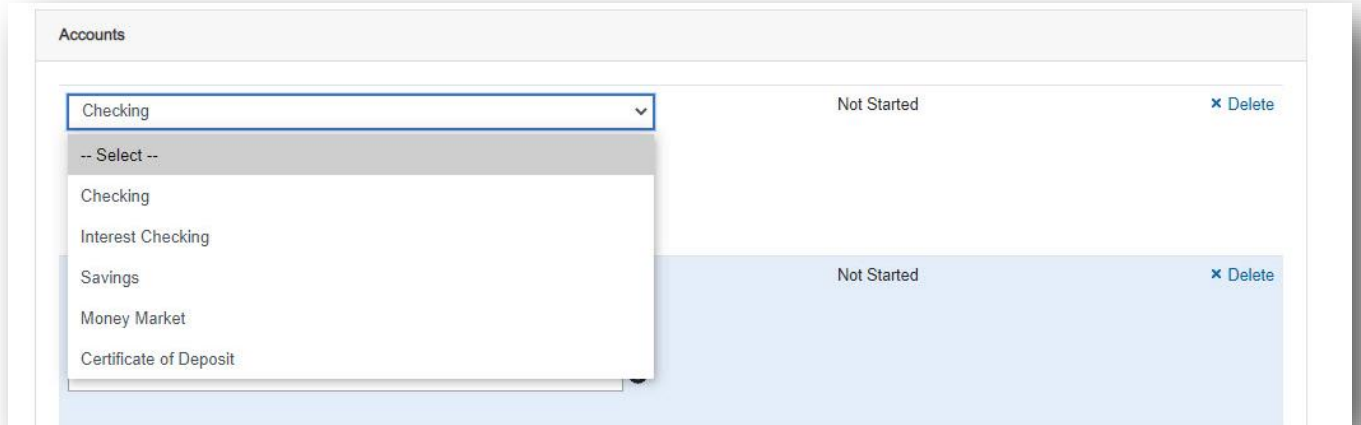 Accounts
Checking Not Started × Delete
-- Select --
Checking
Interest Checking
Savings Not Started × Delete
Money Market
Certificate of Deposit